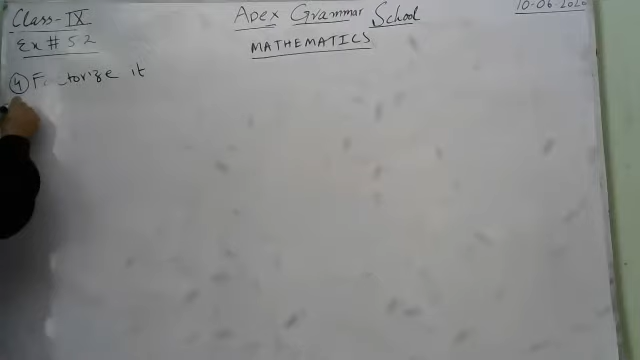 Class-IX
Apex Grammar School
10-06-2020
Ex # 5.2
MATHEMATICS
4 Factorize it